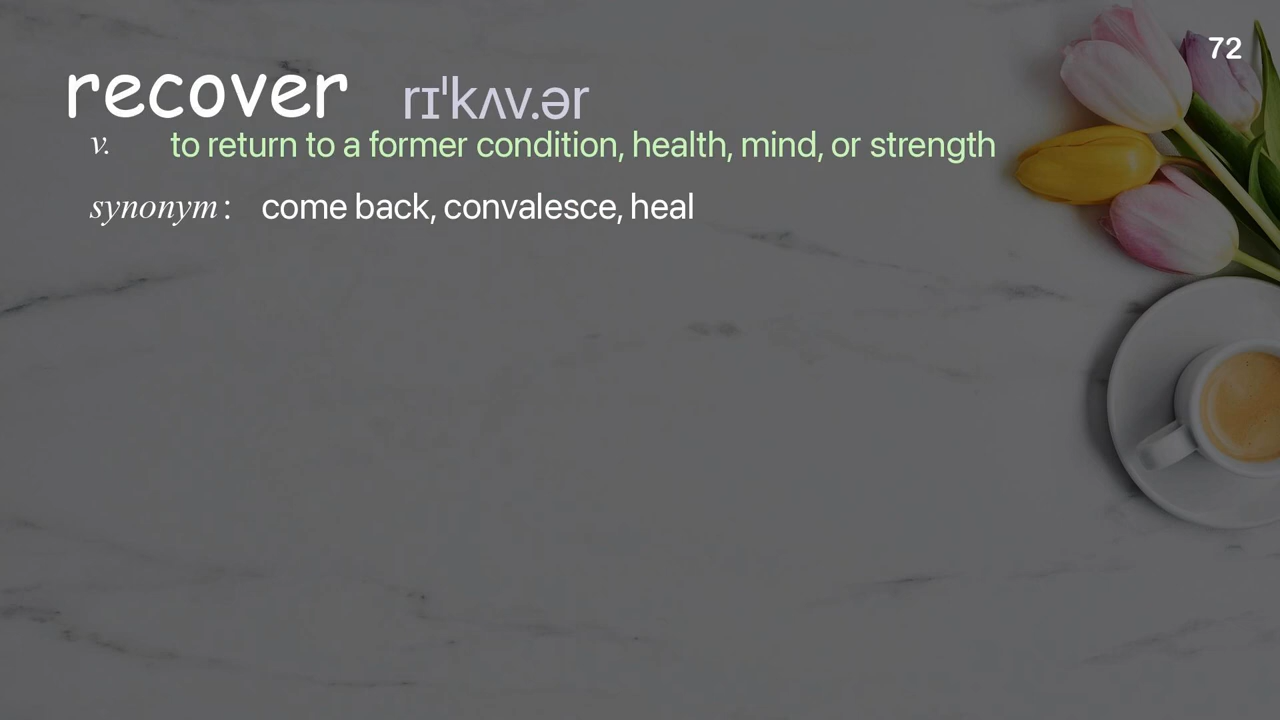 72
recover rɪˈkʌv.ər
v. to return to a former condition, health, mind, or strength
synonym: come back, convalesce, heal